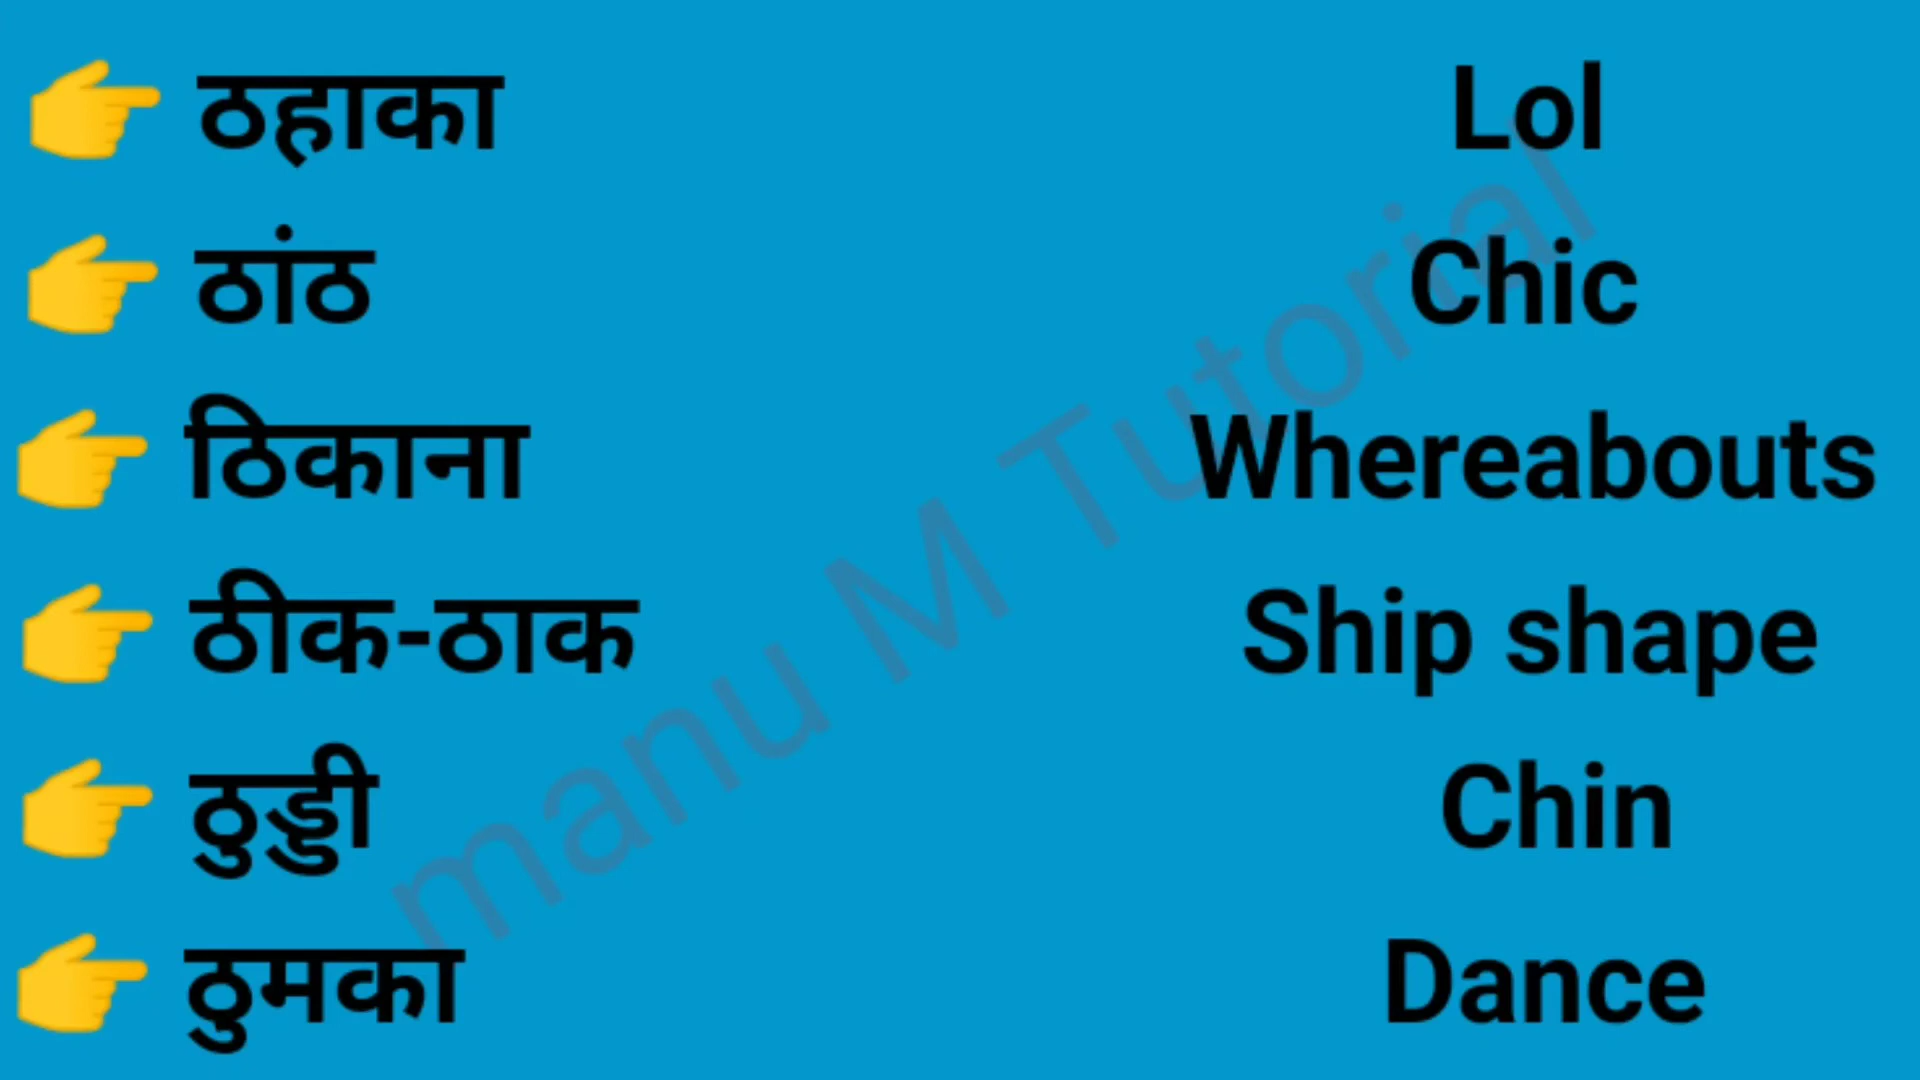 👉 ठहाका Lol
👉 ठांठ Chic
👉 ठिकाना Whereabouts
👉 ठीक-ठाक Ship shape
👉 ठुड्डी Chin
👉 ठुमका Dance
manu M Tutorial